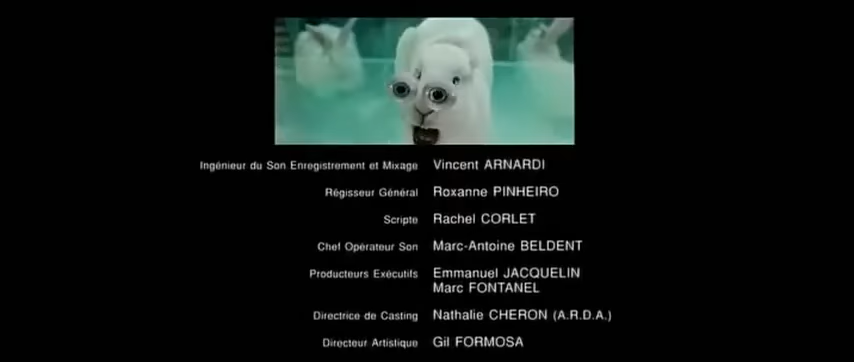 Ingénieur du Son Enregistrement et Mixage Vincent ARNARDI
Régisseur Général Roxanne PINHEIRO
Scripte Rachel CORLET
Chef Opérateur Son Marc-Antoine BELDENT
Producteurs Exécutifs Emmanuel JACQUELIN
Marc FONTANEL
Directrice de Casting Nathalie CHERON (A.R.D.A.)
Directeur Artistique Gil FORMOSA